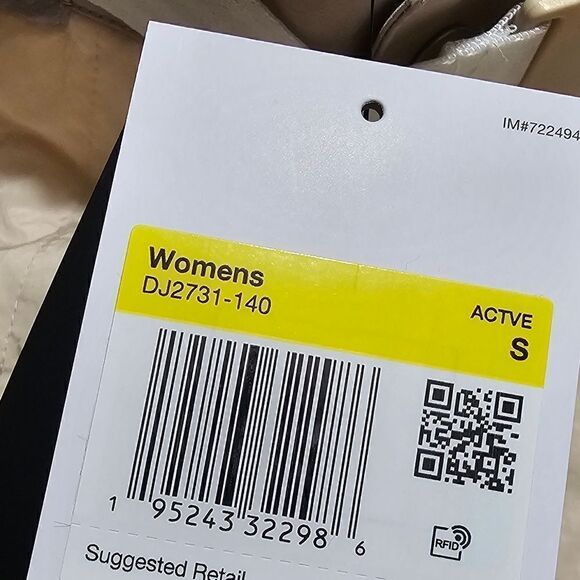 IM#722494
Womens
DJ2731-140
ACTVE
S
1 95243 32298 6
RFID
Suggested Retail